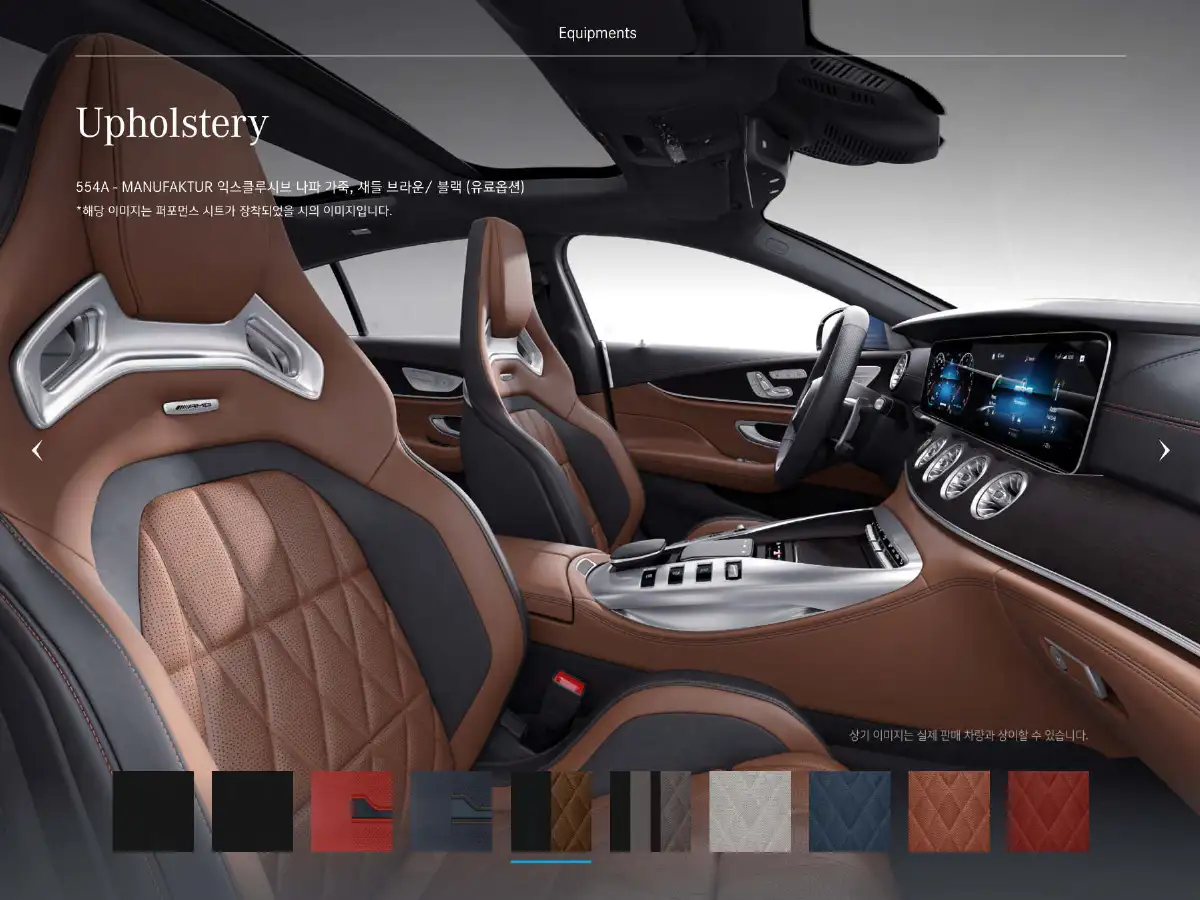 Equipments
Upholstery
554A - MANUFAKTUR 익스클루시브 나파 가죽, 새들 브라운/ 블랙 (유료옵션)
*해당 이미지는 퍼포먼스 시트가 장착되었을 시의 이미지입니다.
AMG
상기 이미지는 실제 판매 차량과 상이할 수 있습니다.